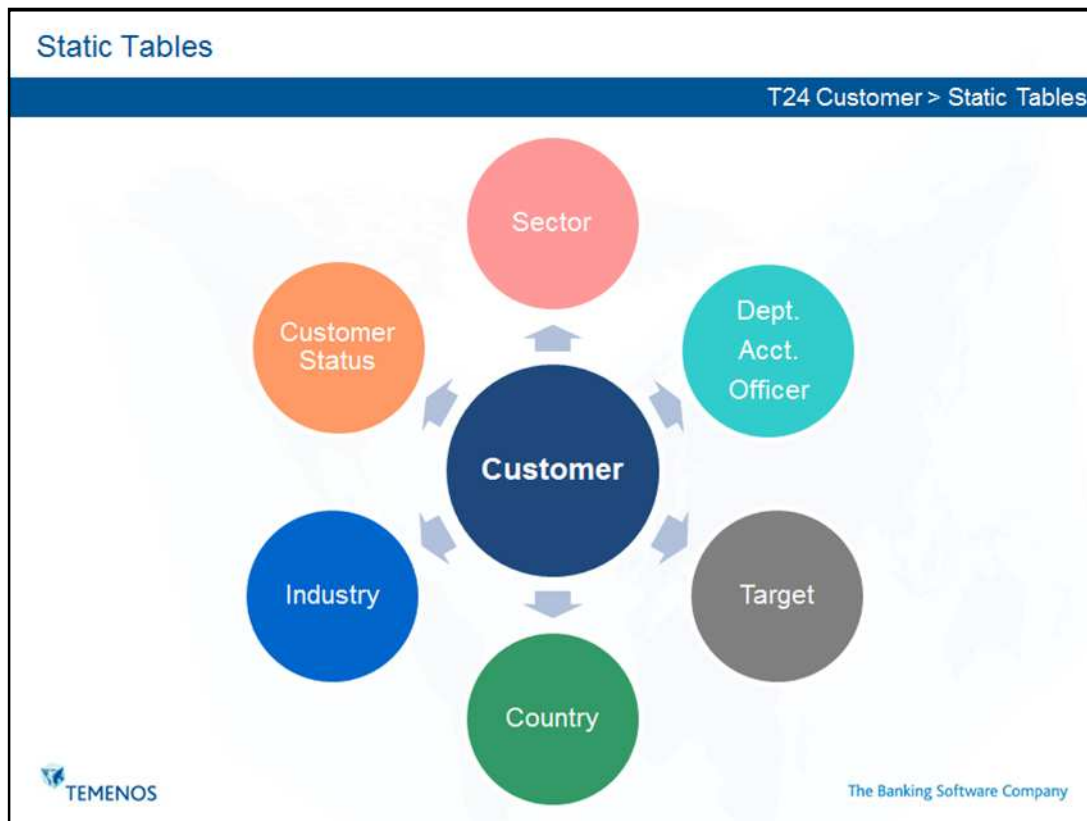 Static Tables
T24 Customer > Static Tables
Sector
Dept.
Acct.
Officer
Customer
Status
Customer
Industry
Target
Country
TEMENOS
The Banking Software Company